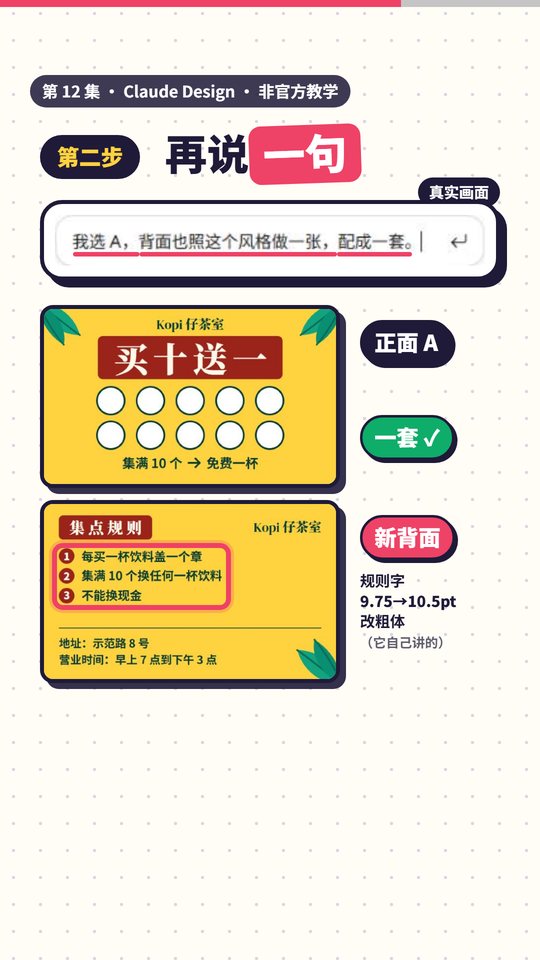 第 12 集 · Claude Design · 非官方教学
第二步
再说一句
真实画面
我选 A，背面也照这个风格做一张，配成一套。
Kopi 仔茶室
买十送一
集满 10 个 → 免费一杯
正面 A
一套 ✓
集点规则
Kopi 仔茶室
1 每买一杯饮料盖一个章
2 集满 10 个换任何一杯饮料
3 不能换现金
地址：示范路 8 号
营业时间：早上 7 点到下午 3 点
新背面
规则字
9.75→10.5pt
改粗体
（它自己讲的）